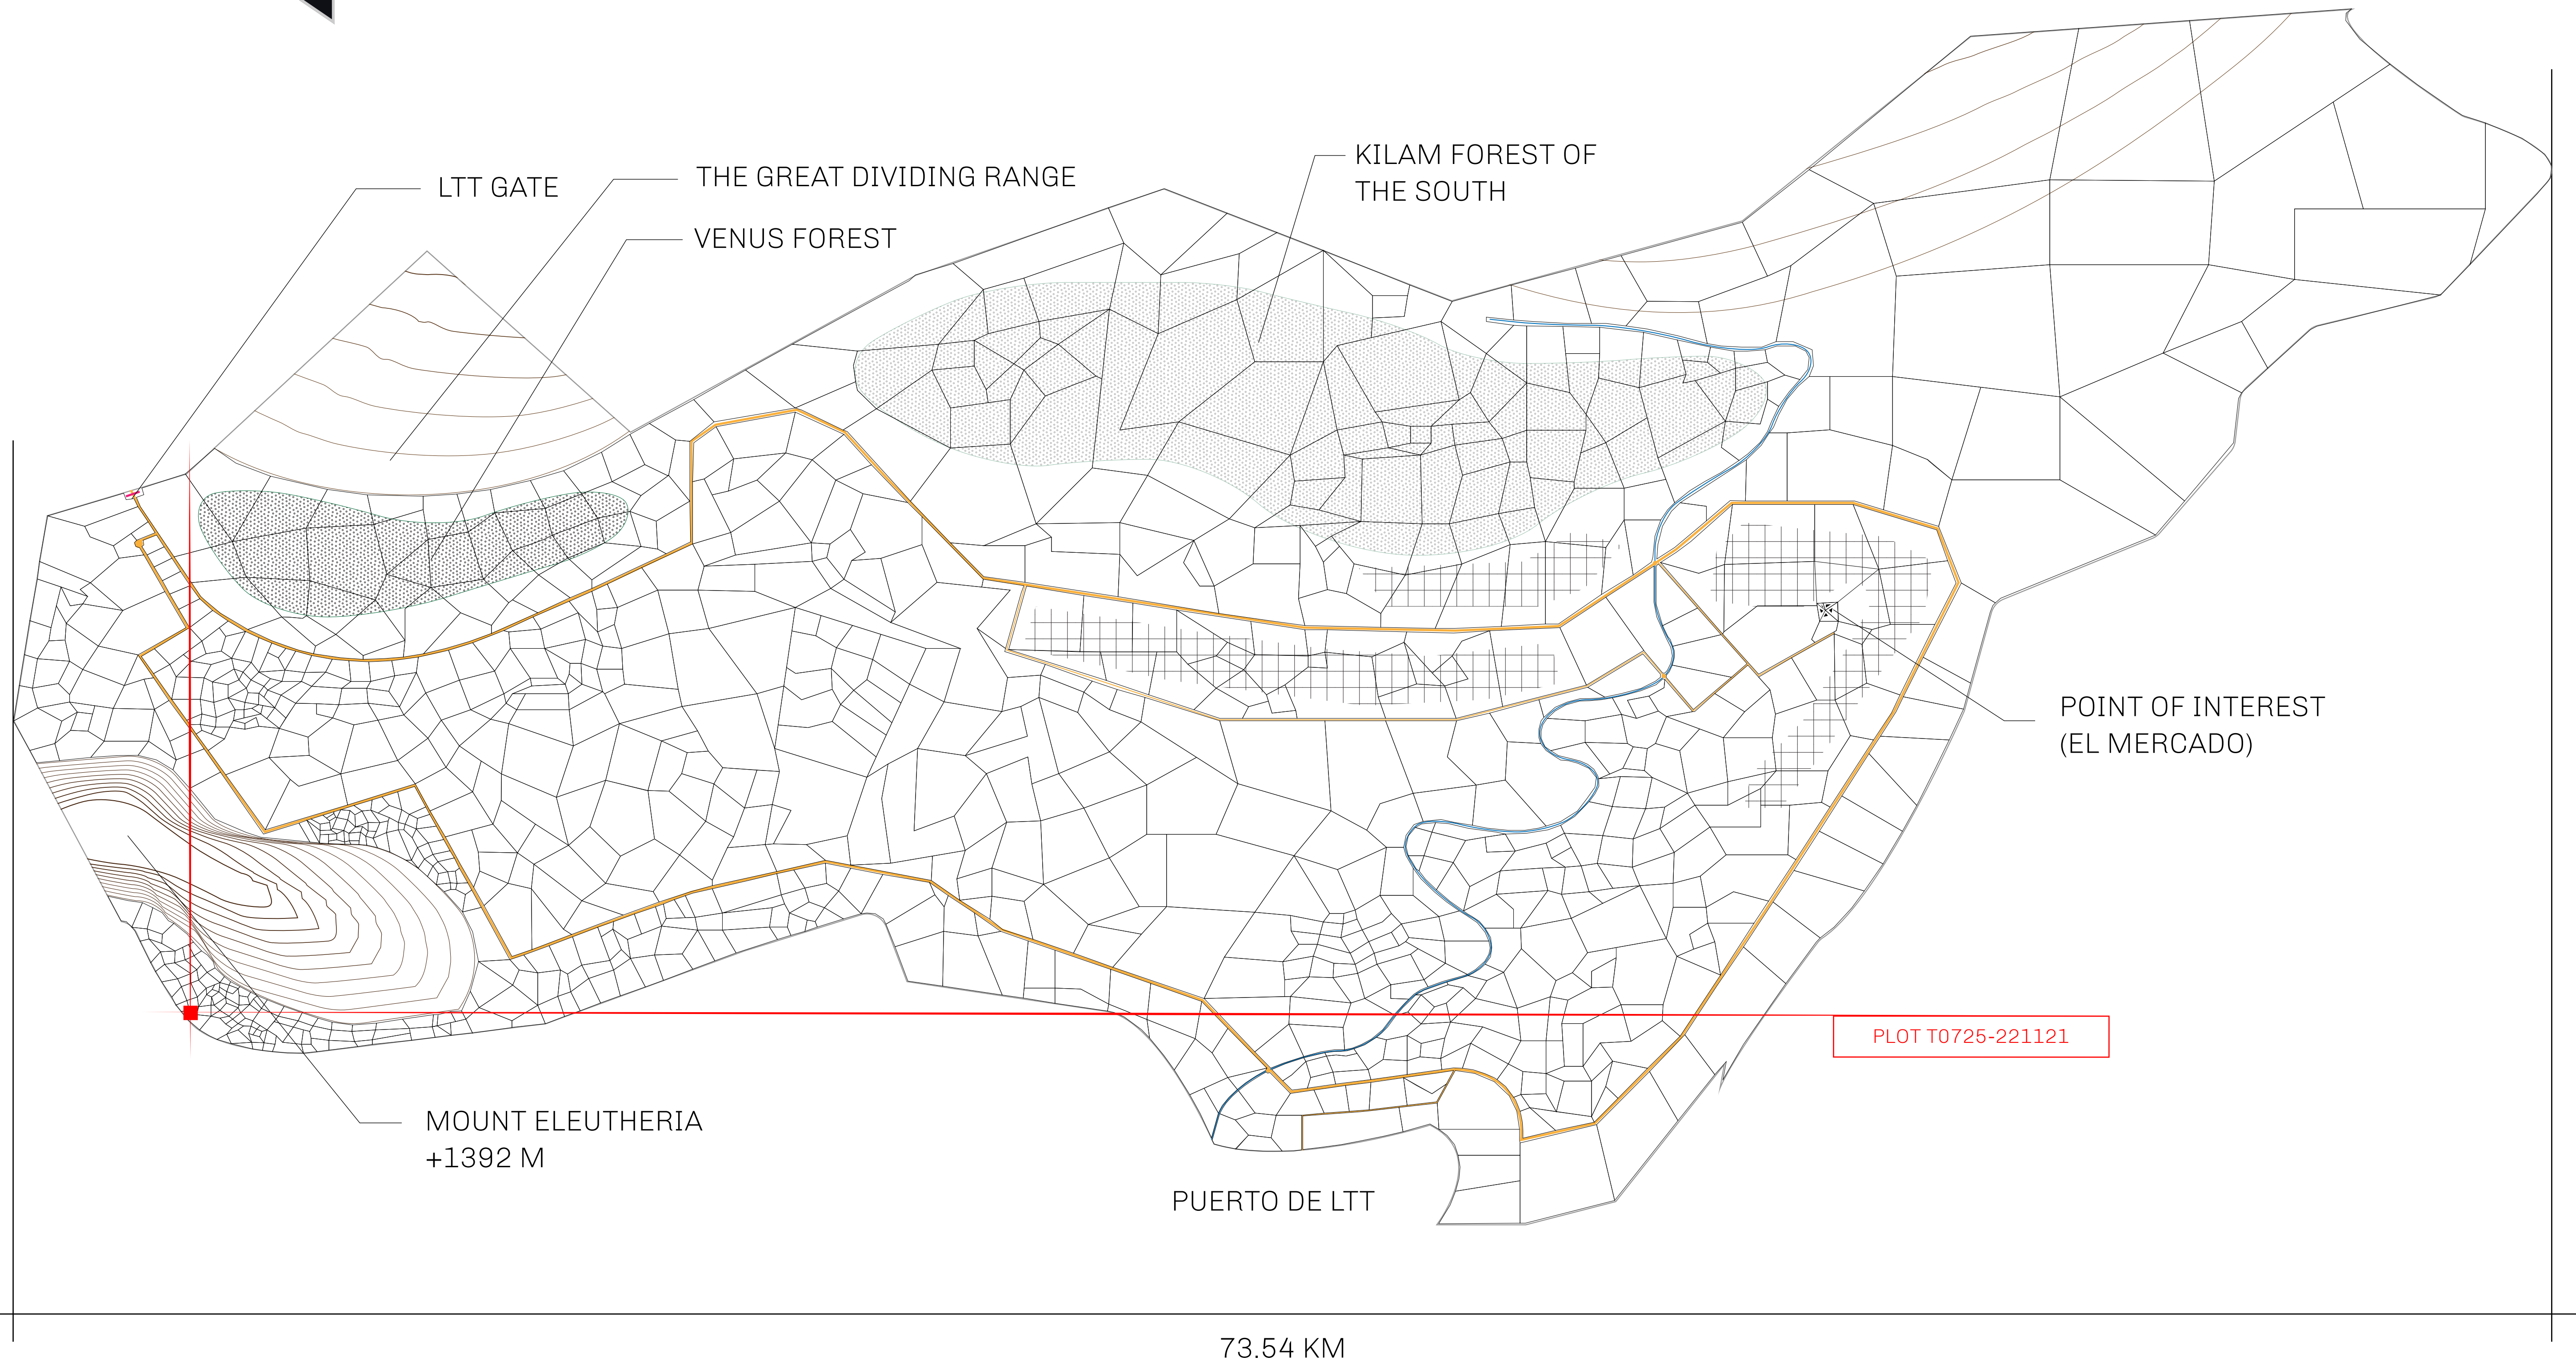 KILAM FOREST OF
THE SOUTH
LTT GATE
THE GREAT DIVIDING RANGE
VENUS FOREST
POINT OF INTEREST
(EL MERCADO)
PLOT T0725-221121
MOUNT ELEUTHERIA
+1392 M
PUERTO DE LTT
73.54 KM